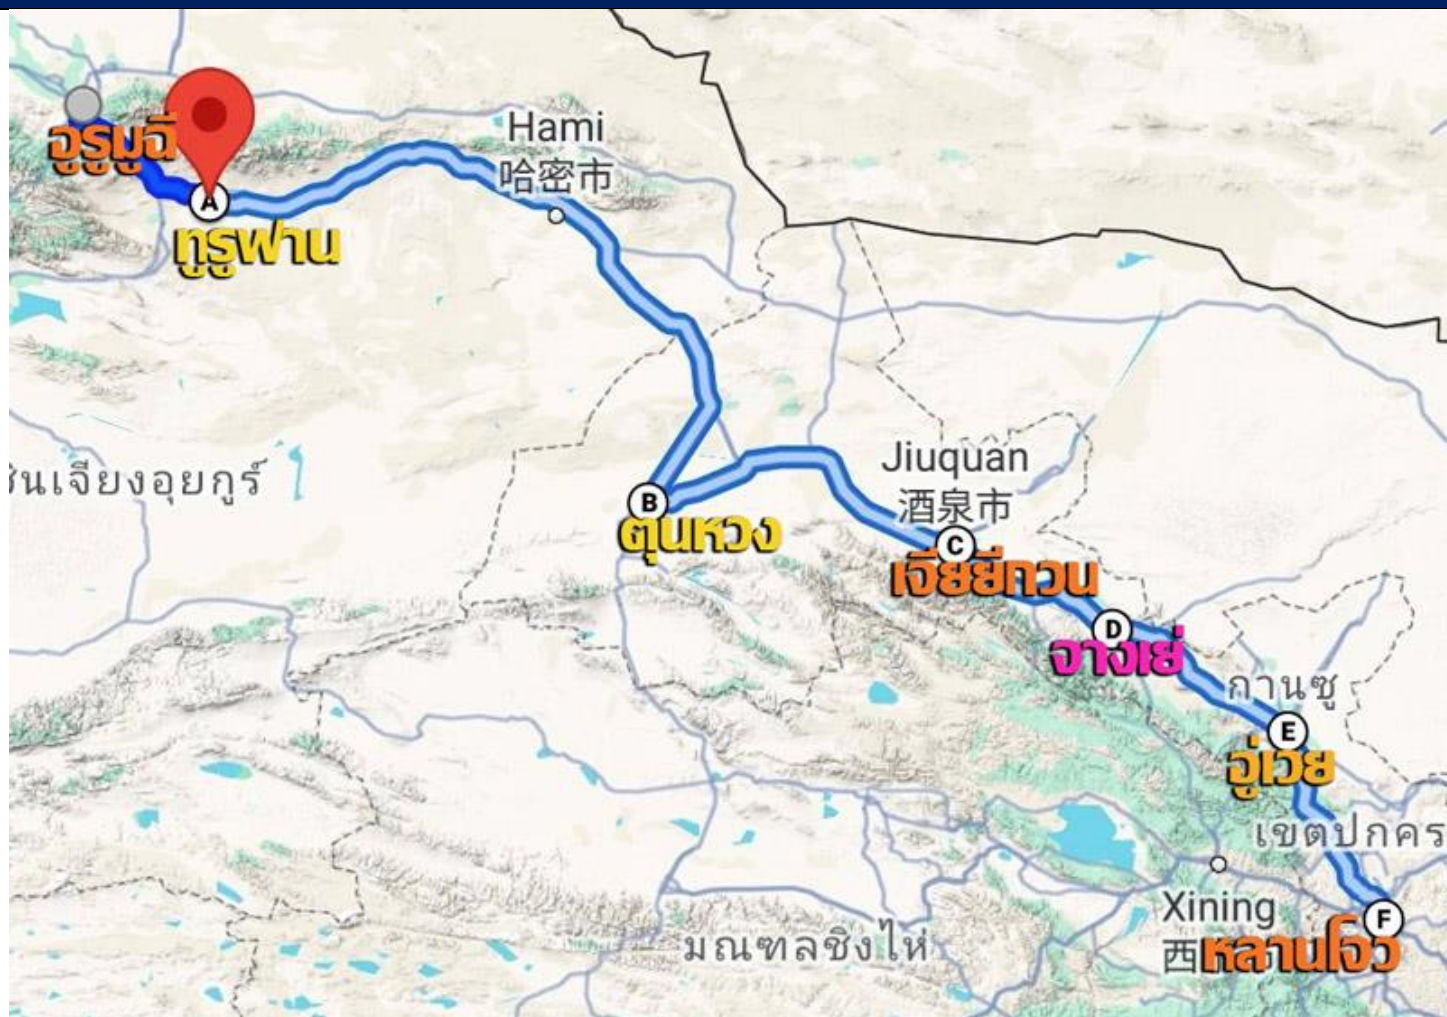 Hami
哈密市
อูรูมูฉี
A
ทูรูฟาน
Jiuquan
酒泉市
ซินเจียงอุยกูร์
B
ตุนหวง
C
เจียยี่กวน
D
จางเย่
กานซู
E
อู่เวย
เขตปกคร
Xining
西
F
หลานโจว
มณฑลชิงไห่